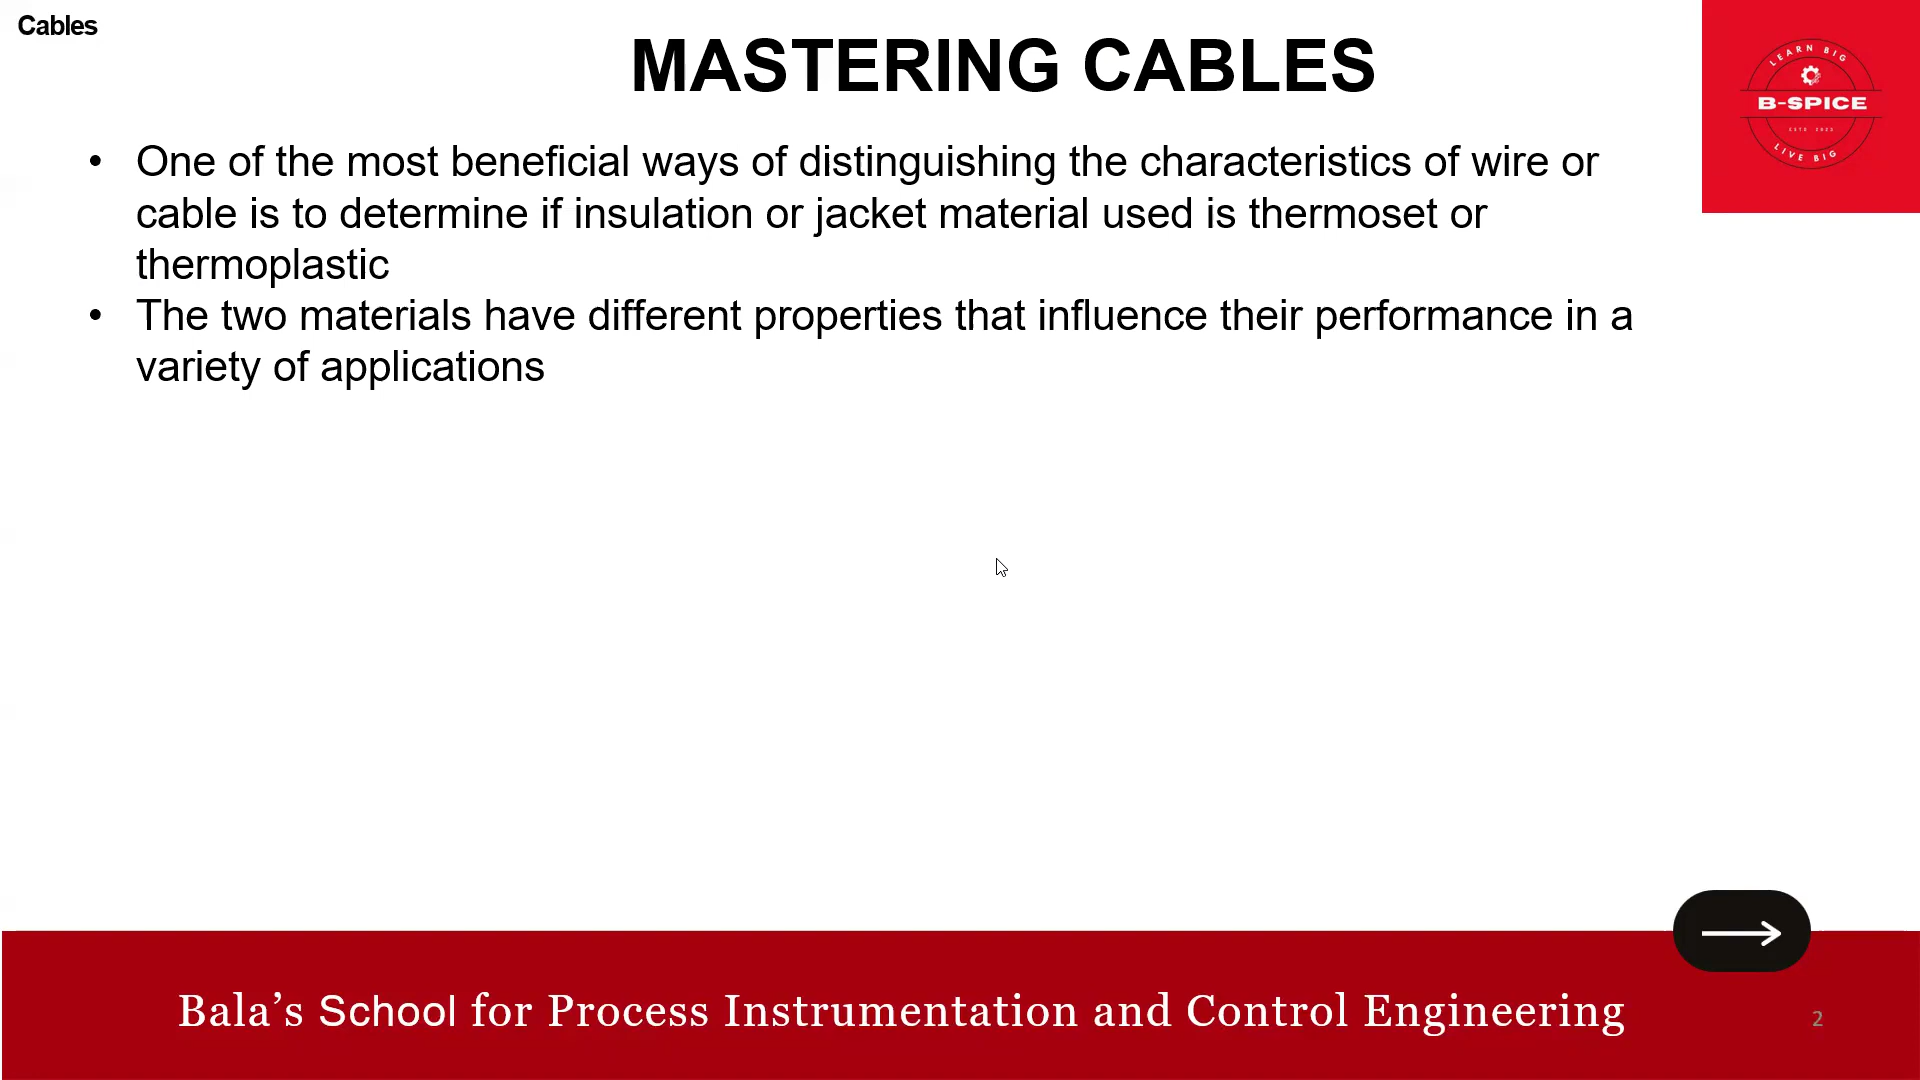 Cables
MASTERING CABLES
LEARN BIG
B-SPICE
ESTD 2023
LIVE BIG
• One of the most beneficial ways of distinguishing the characteristics of wire or
cable is to determine if insulation or jacket material used is thermoset or
thermoplastic
• The two materials have different properties that influence their performance in a
variety of applications
Bala’s School for Process Instrumentation and Control Engineering
2